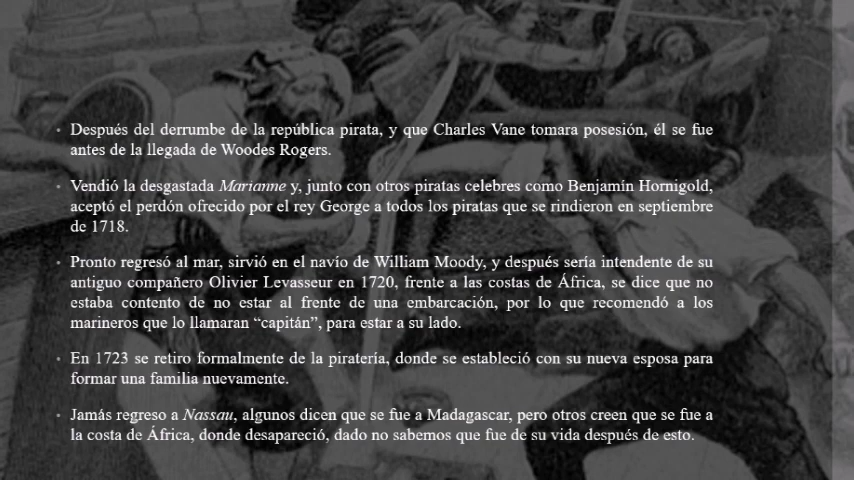 • Después del derrumbe de la república pirata, y que Charles Vane tomara posesión, él se fue
antes de la llegada de Woodes Rogers.
• Vendió la desgastada Marianne y, junto con otros piratas celebres como Benjamín Hornigold,
aceptó el perdón ofrecido por el rey George a todos los piratas que se rindieron en septiembre
de 1718.
• Pronto regresó al mar, sirvió en el navío de William Moody, y después sería intendente de su
antiguo compañero Olivier Levasseur en 1720, frente a las costas de África, se dice que no
estaba contento de no estar al frente de una embarcación, por lo que recomendó a los
marineros que lo llamaran “capitán”, para estar a su lado.
• En 1723 se retiro formalmente de la piratería, donde se estableció con su nueva esposa para
formar una familia nuevamente.
• Jamás regreso a Nassau, algunos dicen que se fue a Madagascar, pero otros creen que se fue a
la costa de África, donde desapareció, dado no sabemos que fue de su vida después de esto.